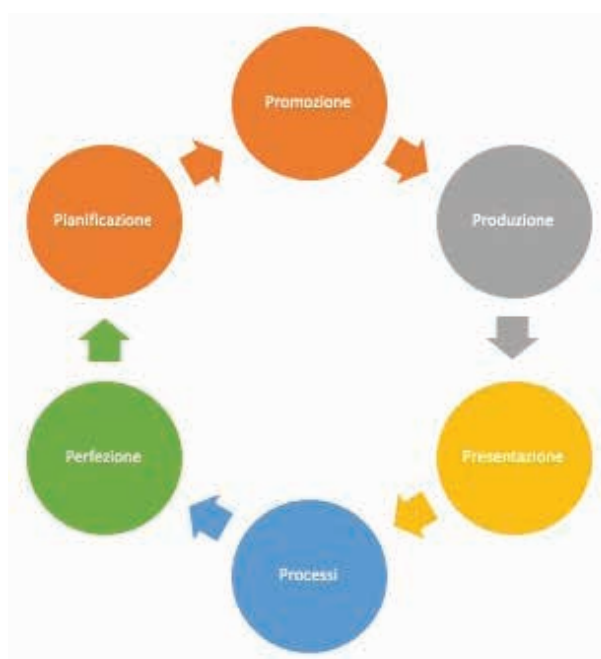 Promozione
Produzione
Presentazione
Processi
Perfezione
Pianificazione